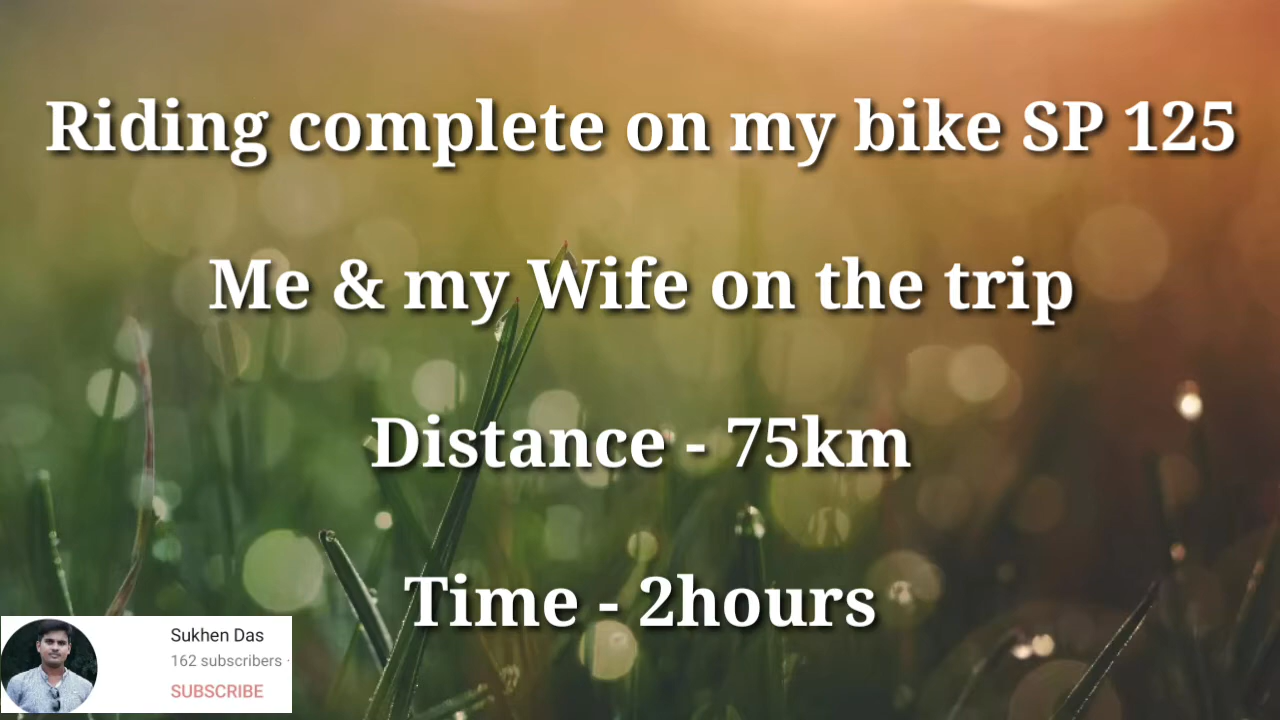 Riding complete on my bike SP 125
Me & my Wife on the trip
Distance - 75km
Time - 2hours
Sukhen Das
162 subscribers ·
SUBSCRIBE